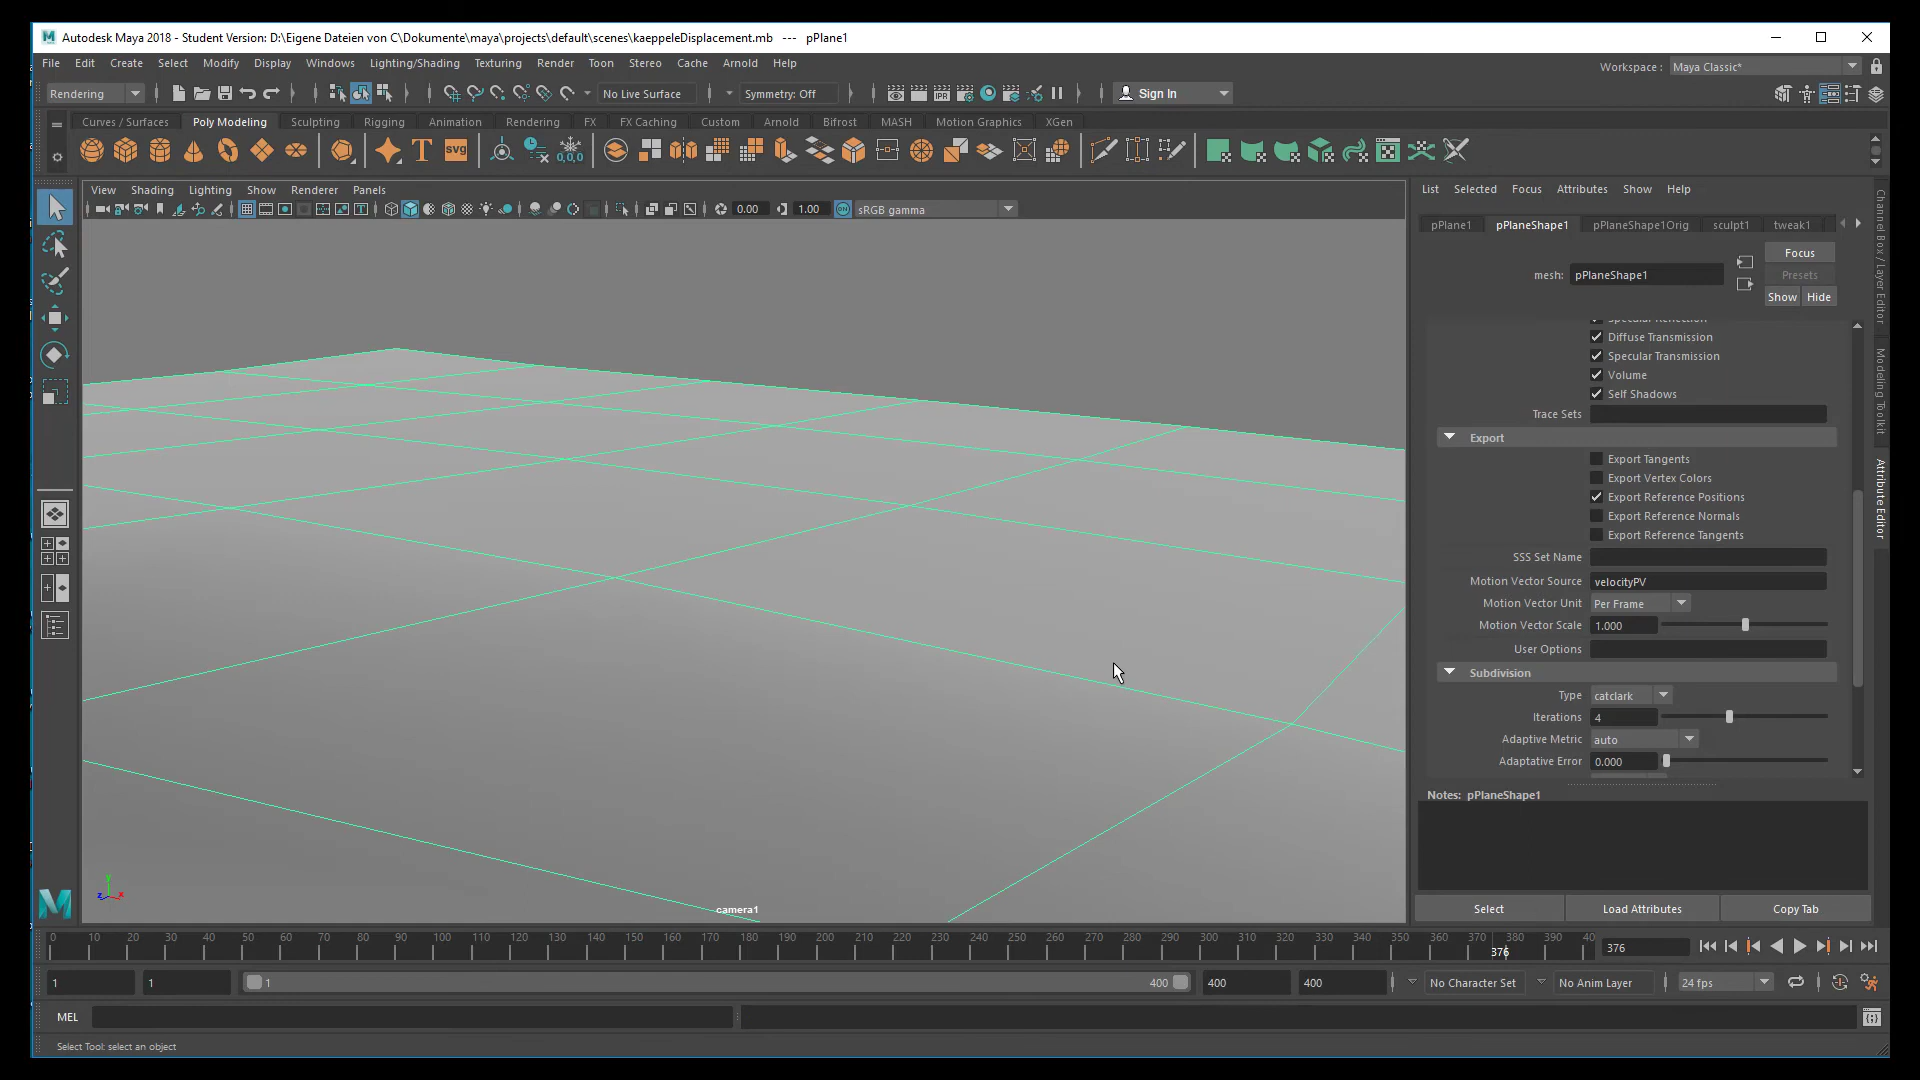 Autodesk Maya 2018 - Student Version: D:\Eigene Dateien von C\Dokumente\maya\projects\default\scenes\kaeppeleDisplacement.mb --- pPlane1
File Edit Create Select Modify Display Windows Lighting/Shading Texturing Render Toon Stereo Cache Arnold Help
Workspace : Maya Classic*
Rendering No Live Surface Symmetry: Off Sign In
Curves / Surfaces Poly Modeling Sculpting Rigging Animation Rendering FX FX Caching Custom Arnold Bifrost MASH Motion Graphics XGen
View Shading Lighting Show Renderer Panels
0.00 1.00 sRGB gamma
camera1
List Selected Focus Attributes Show Help
pPlane1 pPlaneShape1 pPlaneShape1Orig sculpt1 tweak1
Focus
mesh: pPlaneShape1
Presets
Show Hide
Specular Reflection
Diffuse Transmission
Specular Transmission
Volume
Self Shadows
Trace Sets
Export
Export Tangents
Export Vertex Colors
Export Reference Positions
Export Reference Normals
Export Reference Tangents
SSS Set Name
Motion Vector Source velocityPV
Motion Vector Unit Per Frame
Motion Vector Scale 1.000
User Options
Subdivision
Type catclark
Iterations 4
Adaptive Metric auto
Adaptative Error 0.000
Notes: pPlaneShape1
Select Load Attributes Copy Tab
Channel Box / Layer Editor
Modeling Toolkit
Attribute Editor
0 10 20 30 40 50 60 70 80 90 100 110 120 130 140 150 160 170 180 190 200 210 220 230 240 250 260 270 280 290 300 310 320 330 340 350 360 370 380 390 40
376
376
1 1 1 400 400 400 No Character Set No Anim Layer 24 fps
MEL
Select Tool: select an object